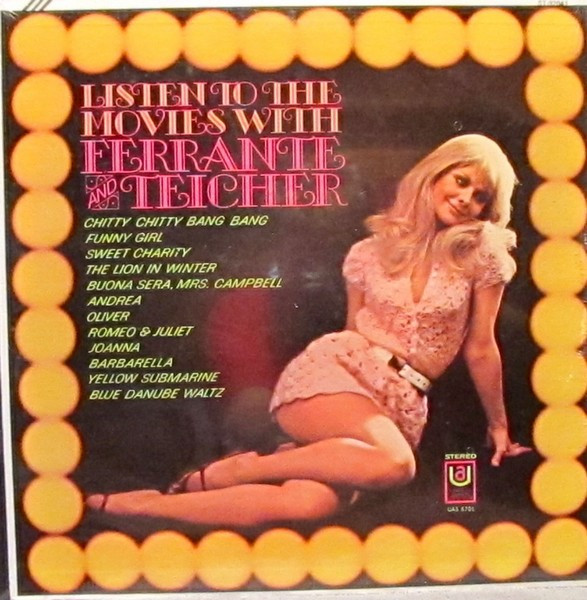 LISTEN TO THE
MOVIES WITH
FERRANTE
AND TEICHER
CHITTY CHITTY BANG BANG
FUNNY GIRL
SWEET CHARITY
THE LION IN WINTER
BUONA SERA, MRS. CAMPBELL
ANDREA
OLIVER
ROMEO & JULIET
JOANNA
BARBARELLA
YELLOW SUBMARINE
BLUE DANUBE WALTZ
STEREO
UA
UAS 6701